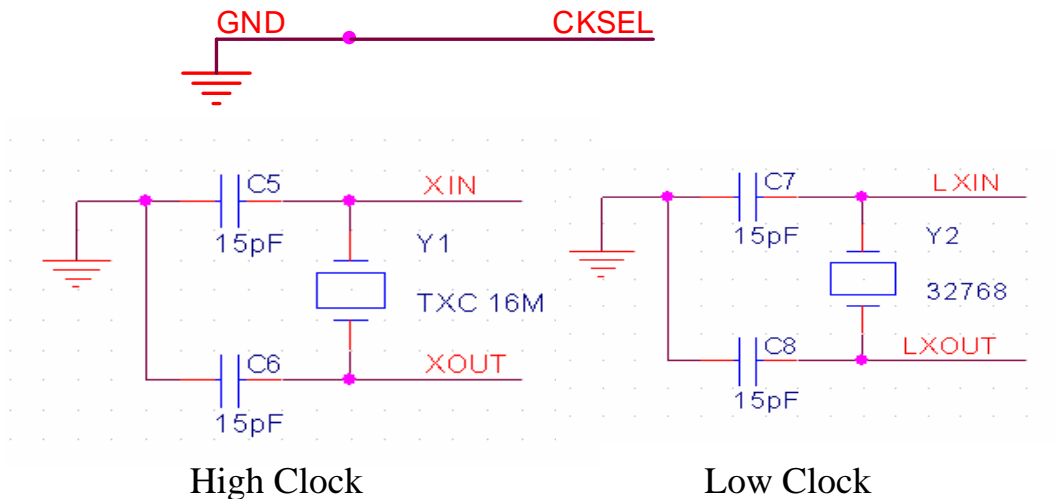 GND CKSEL
C5 XIN
15pF Y1
TXC 16M
C6 XOUT
15pF
High Clock
C7 LXIN
15pF Y2
32768
C8 LXOUT
15pF
Low Clock